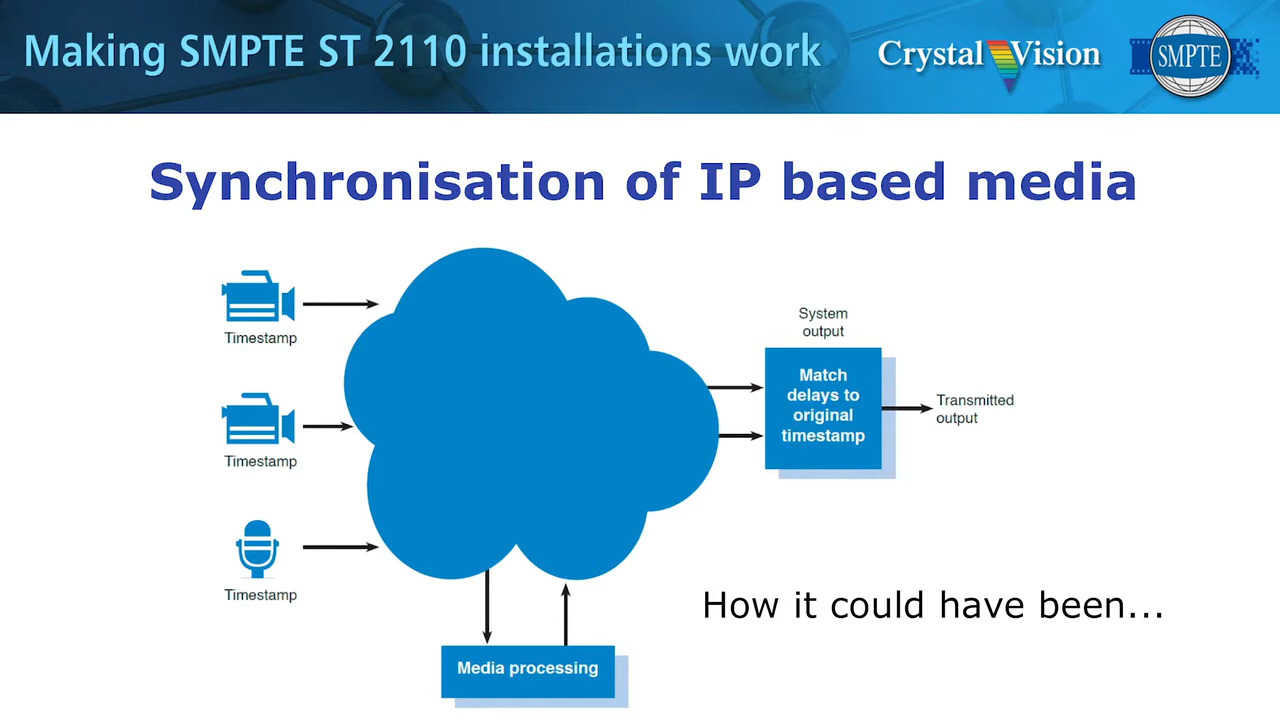 Making SMPTE ST 2110 installations work
Crystal Vision
SMPTE
Synchronisation of IP based media
Timestamp
Timestamp
Timestamp
System
output
Match
delays to
original
timestamp
Transmitted
output
Media processing
How it could have been...